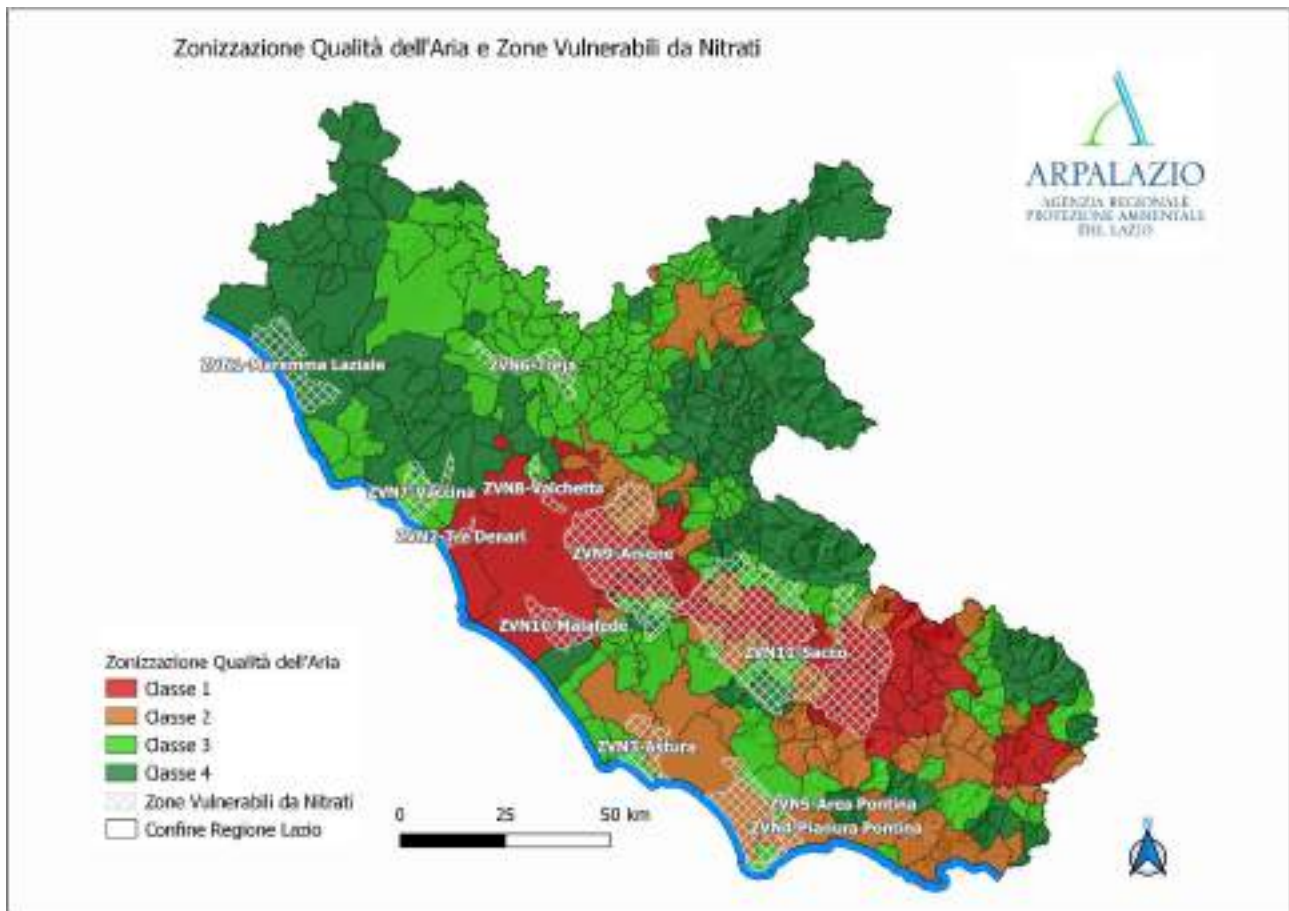 Zonizzazione Qualità dell'Aria e Zone Vulnerabili da Nitrati
ARPALAZIO
AGENZIA REGIONALE
PROTEZIONE AMBIENTALE
DEL LAZIO
ZVN1-Maremma Laziale
ZVN6-Treja
ZVN7-Vaccina
ZVN8-Valchetta
ZVN2-Tre Denari
ZVN9-Aniene
ZVN10-Malafede
ZVN11-Sacco
ZVN3-Astura
ZVN5-Area Pontina
ZVN4-Pianura Pontina
Zonizzazione Qualità dell'Aria
Classe 1
Classe 2
Classe 3
Classe 4
Zone Vulnerabili da Nitrati
Confine Regione Lazio
0 25 50 km
N